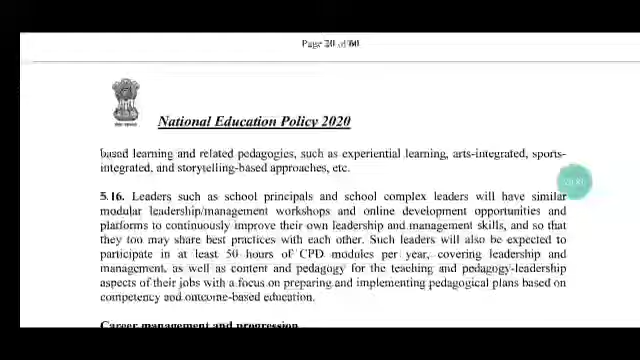 Page 20 of 60
National Education Policy 2020
based learning and related pedagogies, such as experiential learning, arts-integrated, sports-
integrated, and storytelling-based approaches, etc.
5.16. Leaders such as school principals and school complex leaders will have similar
modular leadership/management workshops and online development opportunities and
platforms to continuously improve their own leadership and management skills, and so that
they too may share best practices with each other. Such leaders will also be expected to
participate in at least 50 hours of CPD modules per year, covering leadership and
management, as well as content and pedagogy for the teaching and pedagogy-leadership
aspects of their jobs with a focus on preparing and implementing pedagogical plans based on
competency and outcome-based education.
Career management and progression